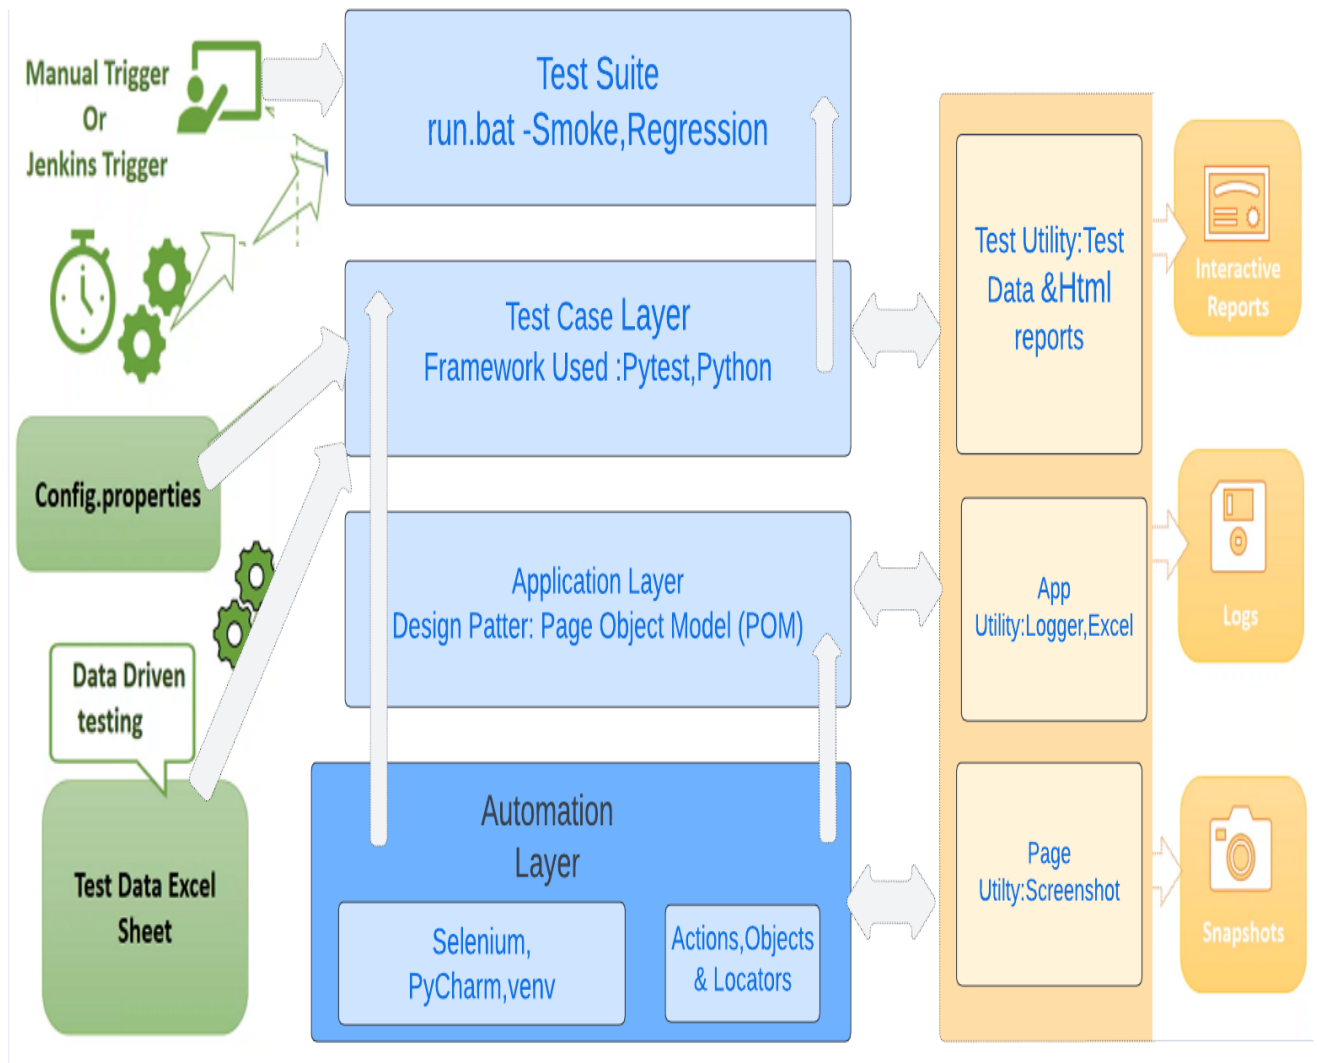 Manual Trigger
Or
Jenkins Trigger
Config.properties
Data Driven
testing
Test Data Excel
Sheet
Test Suite
run.bat -Smoke,Regression
Test Case Layer
Framework Used :Pytest,Python
Application Layer
Design Patter: Page Object Model (POM)
Automation
Layer
Selenium,
PyCharm,venv
Actions,Objects
& Locators
Test Utility:Test
Data &Html
reports
App
Utility:Logger,Excel
Page
Utilty:Screenshot
Interactive
Reports
Logs
Snapshots